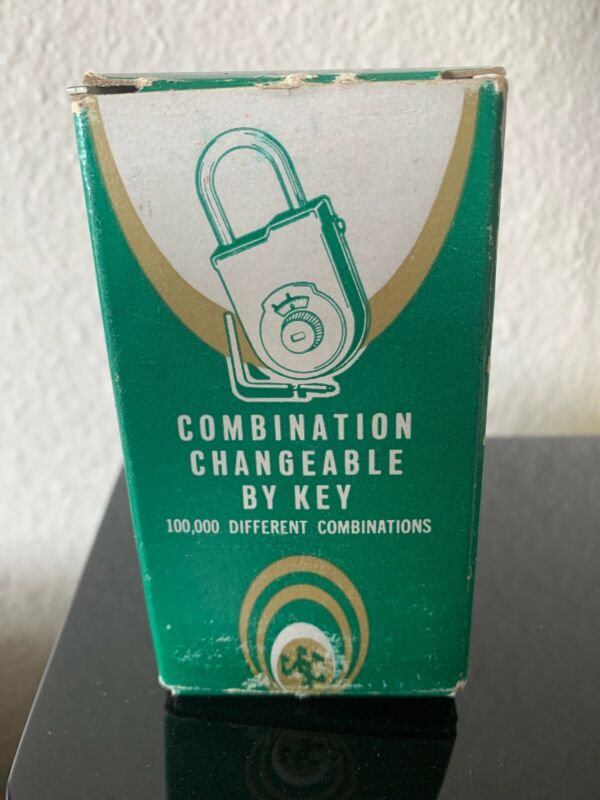 COMBINATION
CHANGEABLE
BY KEY
100,000 DIFFERENT COMBINATIONS